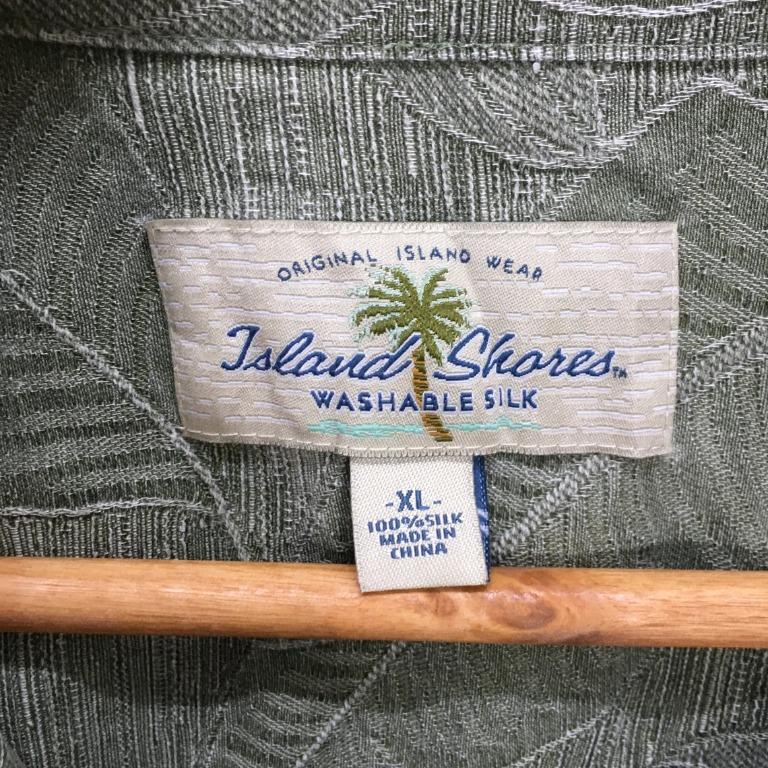 ORIGINAL ISLAND WEAR
Island Shores™
WASHABLE SILK
-XL-
100%SILK
MADE IN
CHINA